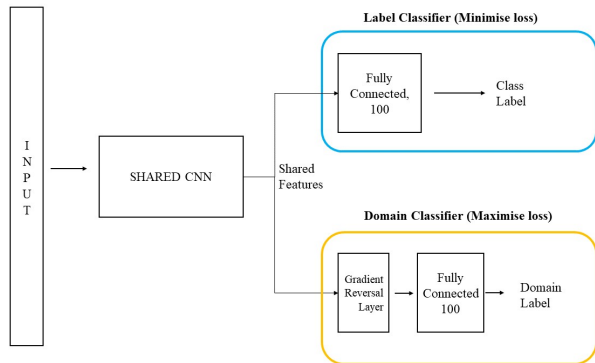 Label Classifier (Minimise loss)
Fully
Connected,
100
Class
Label
I
N
P
U
T
SHARED CNN
Shared
Features
Domain Classifier (Maximise loss)
Gradient
Reversal
Layer
Fully
Connected
100
Domain
Label